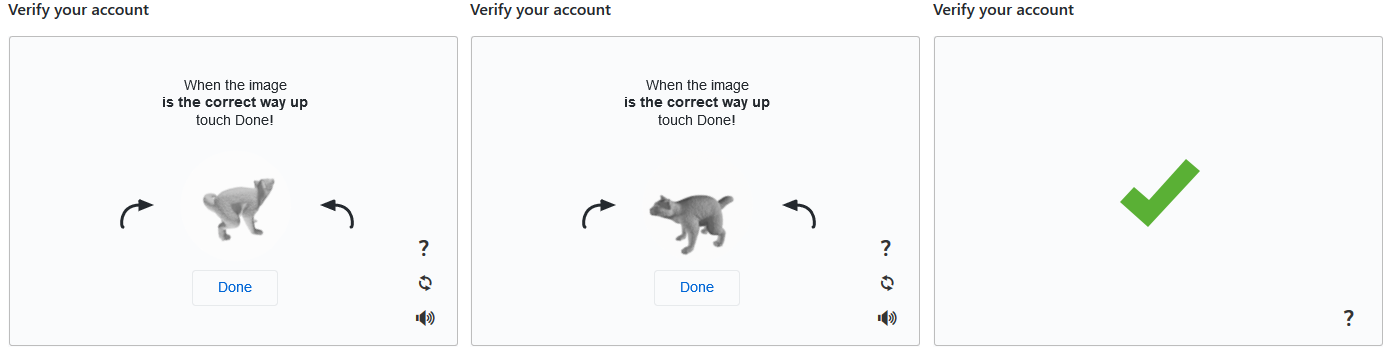 Verify your account
When the image
is the correct way up
touch Done!
Done
?
Verify your account
When the image
is the correct way up
touch Done!
Done
?
Verify your account
?